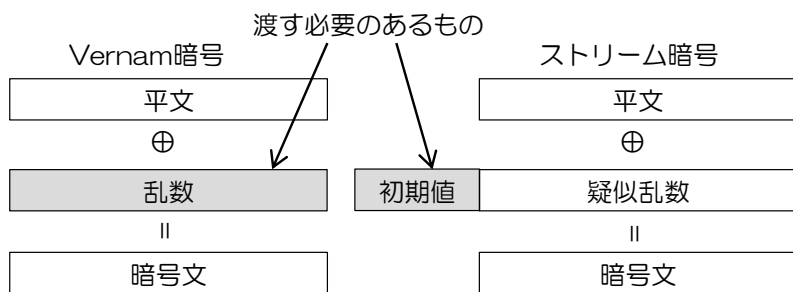 渡す必要のあるもの
Vernam暗号
平文
⊕
乱数
=
暗号文
ストリーム暗号
平文
⊕
初期値
疑似乱数
=
暗号文